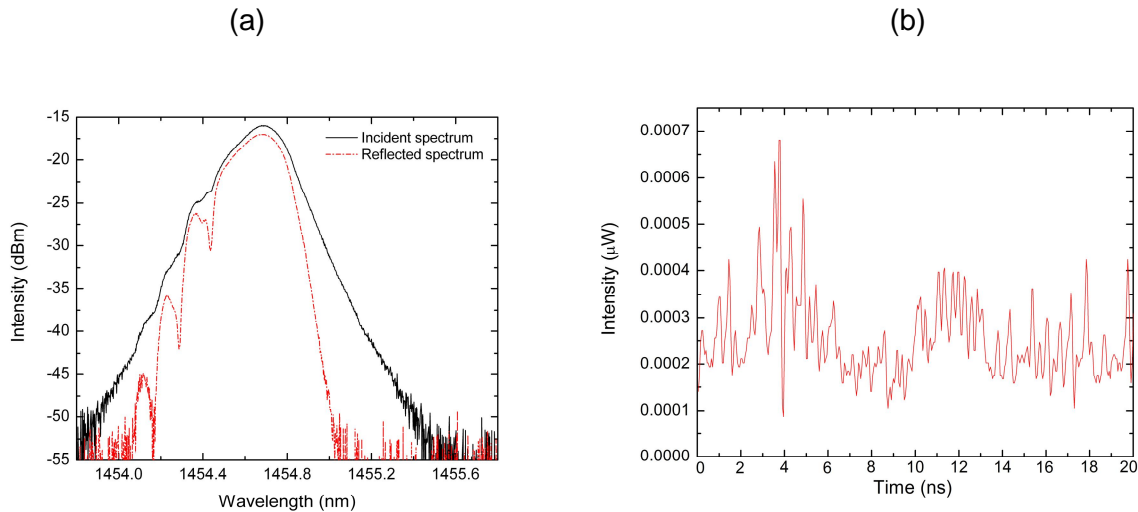 (a)
(b)
Intensity (dBm)
-15
-20
-25
-30
-35
-40
-45
-50
-55
Incident spectrum
Reflected spectrum
1454.0 1454.4 1454.8 1455.2 1455.6
Wavelength (nm)
Intensity (μW)
0.0007
0.0006
0.0005
0.0004
0.0003
0.0002
0.0001
0.0000
0 2 4 6 8 10 12 14 16 18 20
Time (ns)